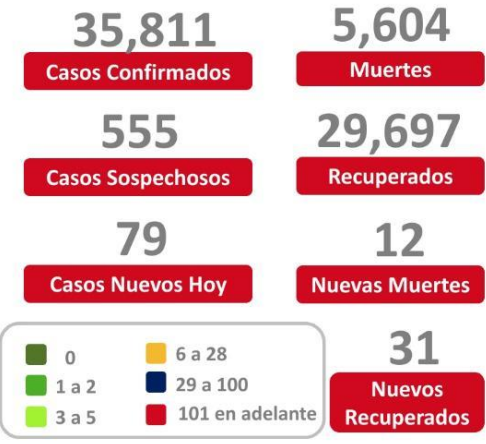 35,811
Casos Confirmados
5,604
Muertes
555
Casos Sospechosos
29,697
Recuperados
79
Casos Nuevos Hoy
12
Nuevas Muertes
0
1 a 2
3 a 5
6 a 28
29 a 100
101 en adelante
31
Nuevos
Recuperados